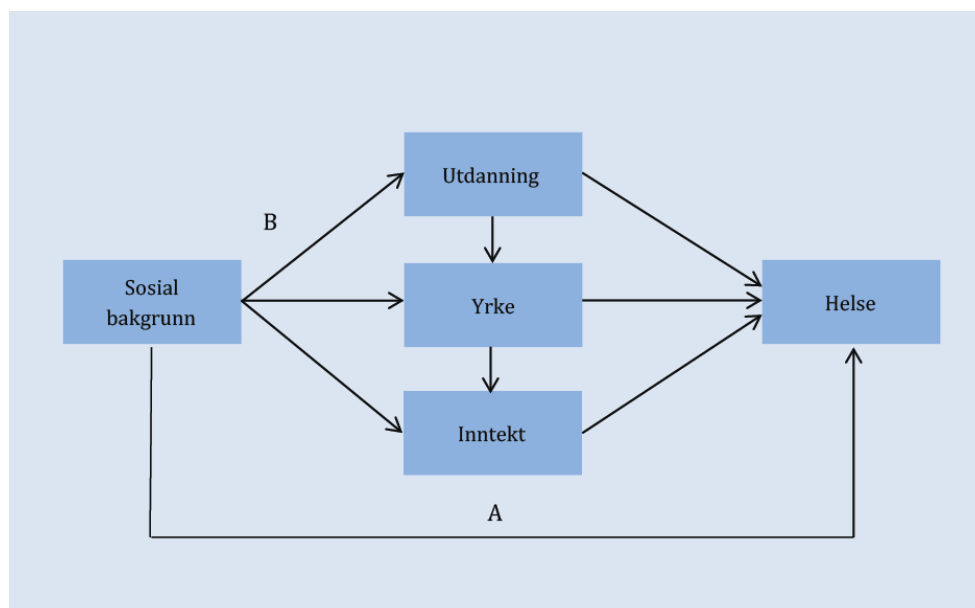 Utdanning
B
Sosial
bakgrunn
Yrke
Helse
Inntekt
A